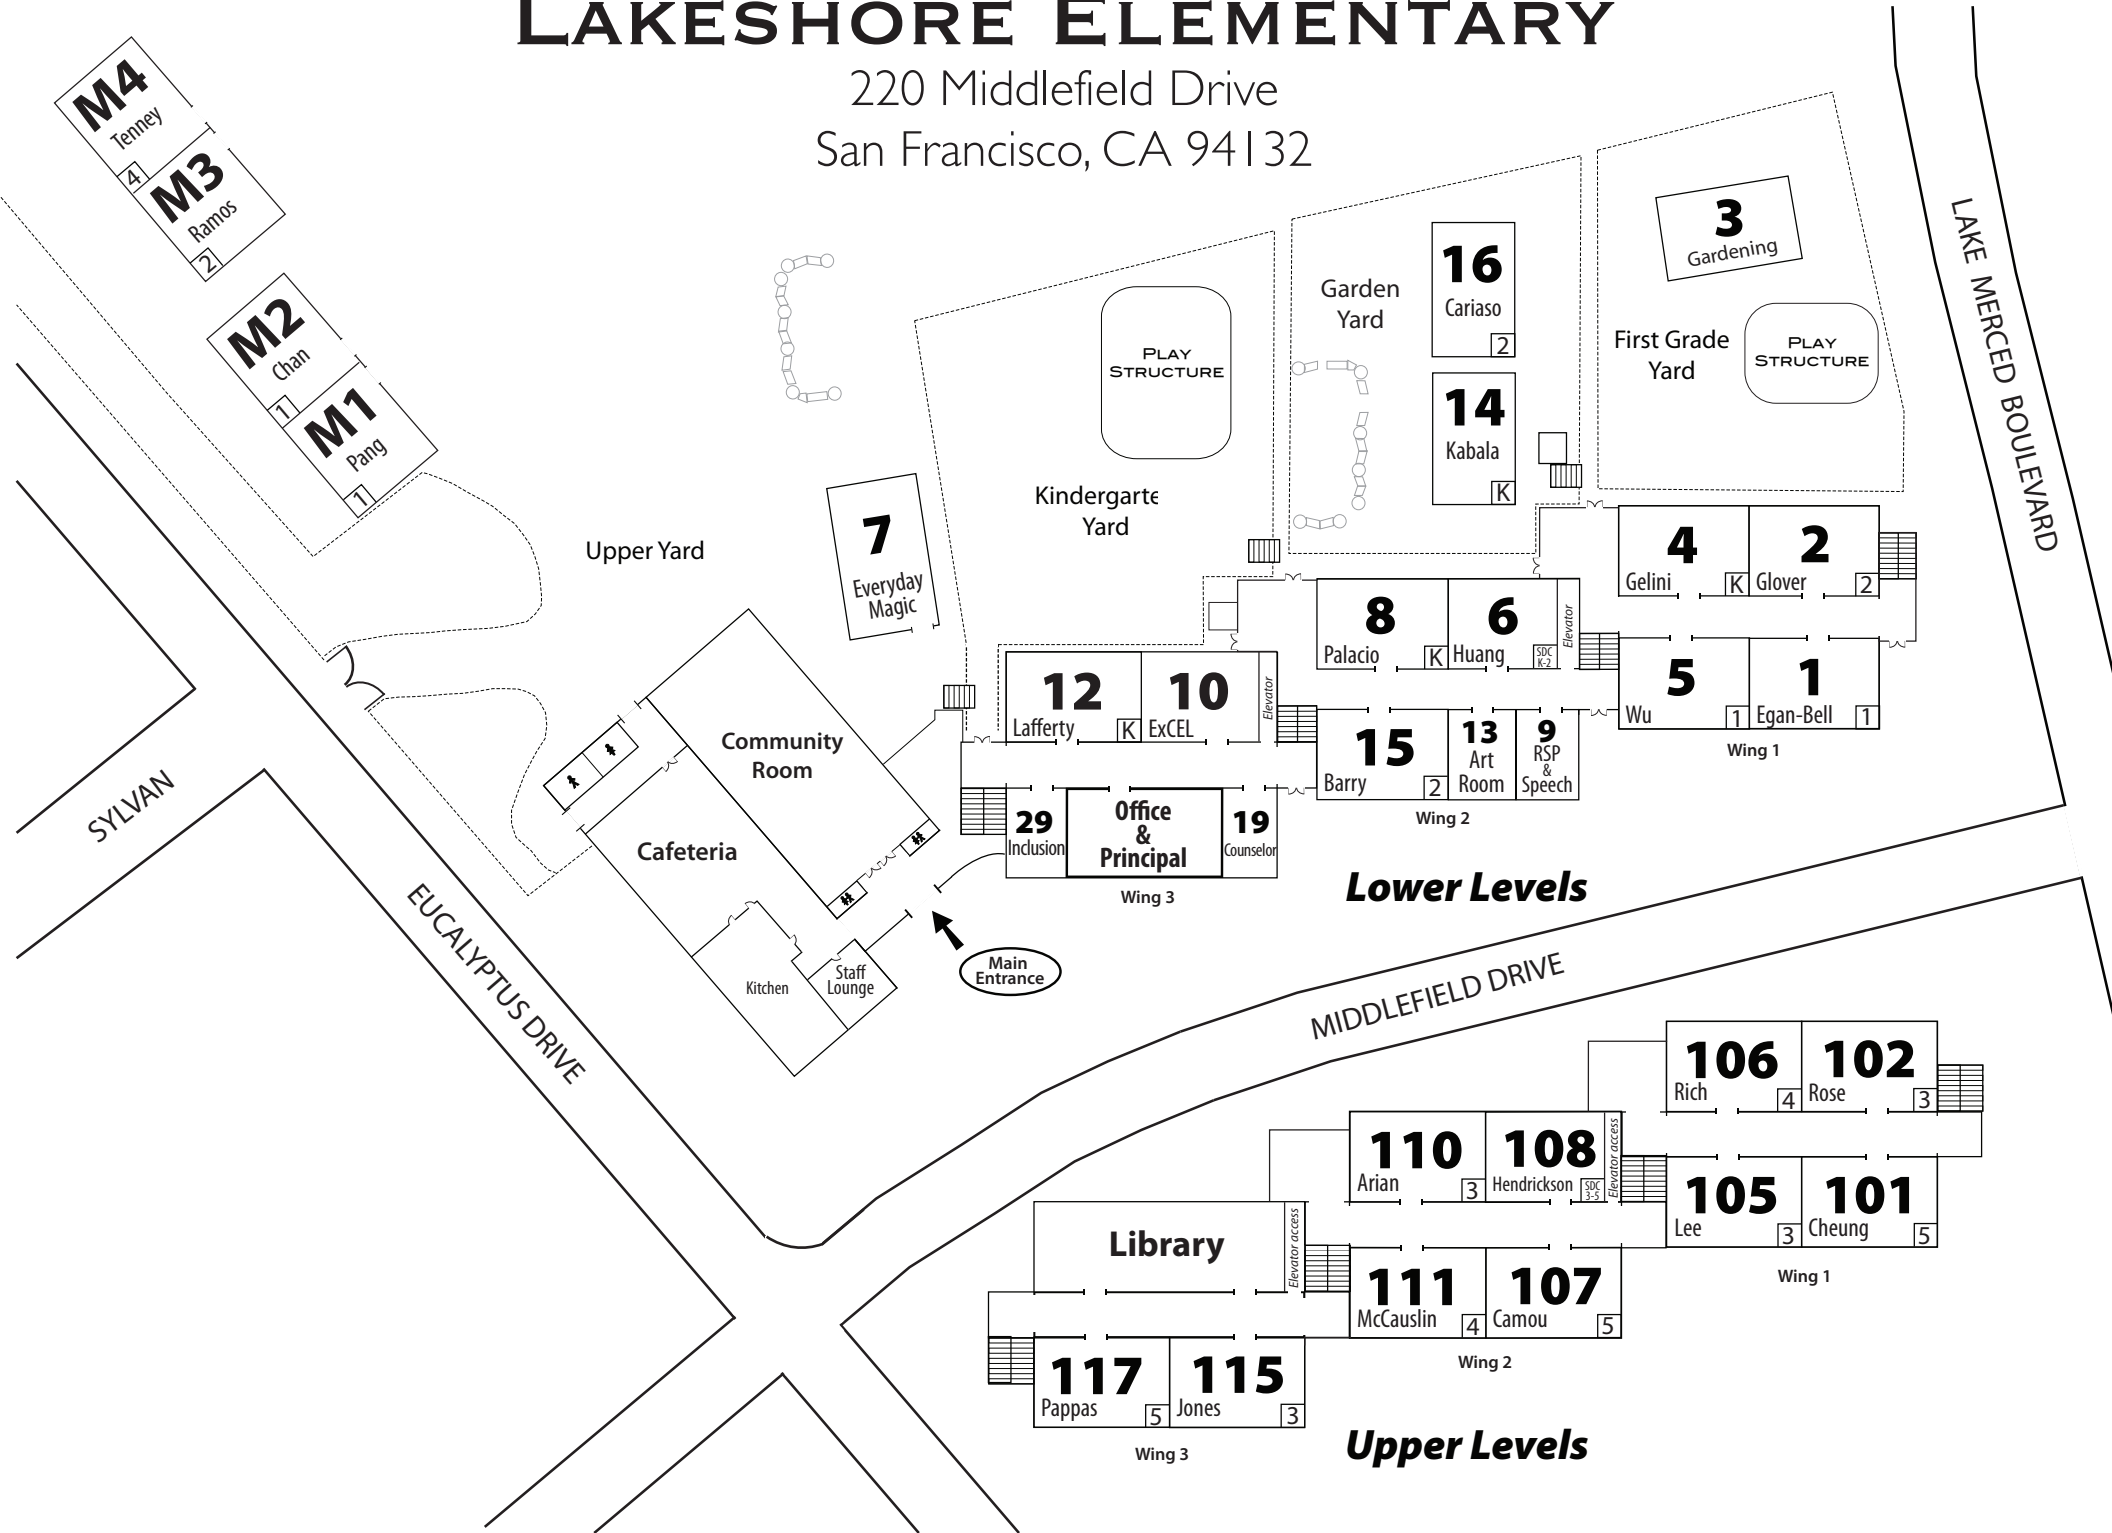 LAKESHORE ELEMENTARY
220 Middlefield Drive
San Francisco, CA 94132
M4
Tenney
4
M3
Ramos
2
M2
Chan
1
M1
Pang
1
Upper Yard
7
Everyday
Magic
Kindergarte
Yard
PLAY
STRUCTURE
Garden
Yard
16
Cariaso
2
14
Kabala
K
3
Gardening
First Grade
Yard
PLAY
STRUCTURE
LAKE MERCED BOULEVARD
4
Gelini
K
2
Glover
2
5
Wu
1
1
Egan-Bell
1
Wing 1
8
Palacio
K
6
Huang
SDC
K-2
Elevator
15
Barry
2
13
Art
Room
9
RSP
&
Speech
Wing 2
12
Lafferty
K
10
ExCEL
Elevator
29
Inclusion
Office
&
Principal
19
Counselor
Wing 3
Lower Levels
Community
Room
Cafeteria
Kitchen
Staff
Lounge
Main
Entrance
SYLVAN
EUCALYPTUS DRIVE
MIDDLEFIELD DRIVE
106
Rich
4
102
Rose
3
105
Lee
3
101
Cheung
5
Wing 1
110
Arian
3
108
Hendrickson
SDC
3-5
Elevator access
111
McCauslin
4
107
Camou
5
Wing 2
Library
Elevator access
117
Pappas
5
115
Jones
3
Wing 3
Upper Levels